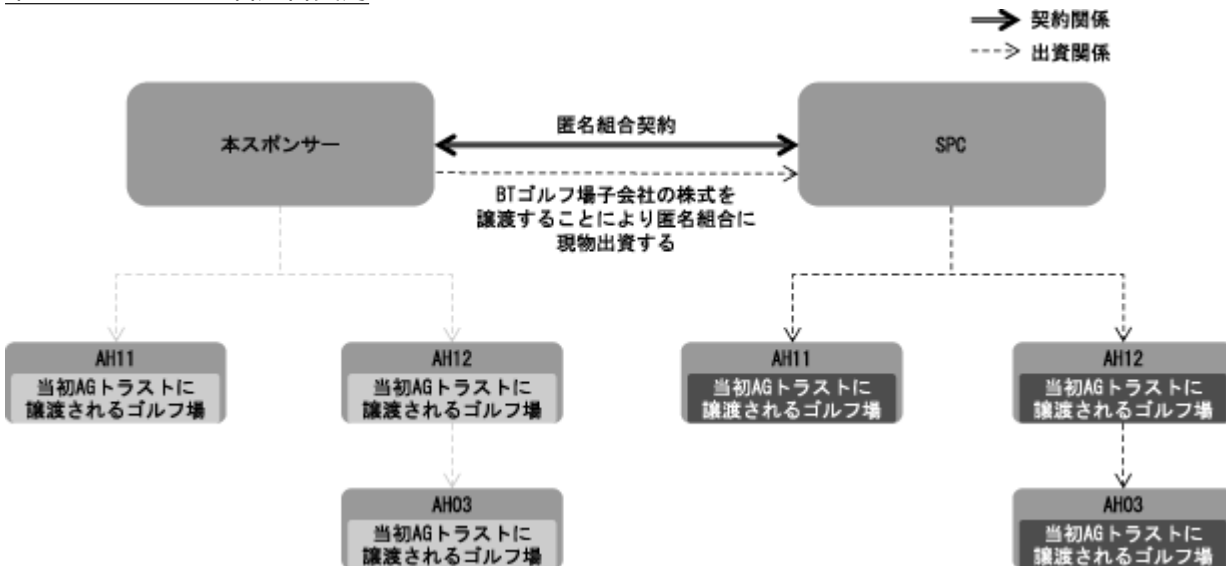 契約関係
出資関係
本スポンサー
匿名組合契約
SPC
BTゴルフ場子会社の株式を
譲渡することにより匿名組合に
現物出資する
AH11
当初AGトラストに
譲渡されるゴルフ場
AH12
当初AGトラストに
譲渡されるゴルフ場
AH11
当初AGトラストに
譲渡されるゴルフ場
AH12
当初AGトラストに
譲渡されるゴルフ場
AH03
当初AGトラストに
譲渡されるゴルフ場
AH03
当初AGトラストに
譲渡されるゴルフ場